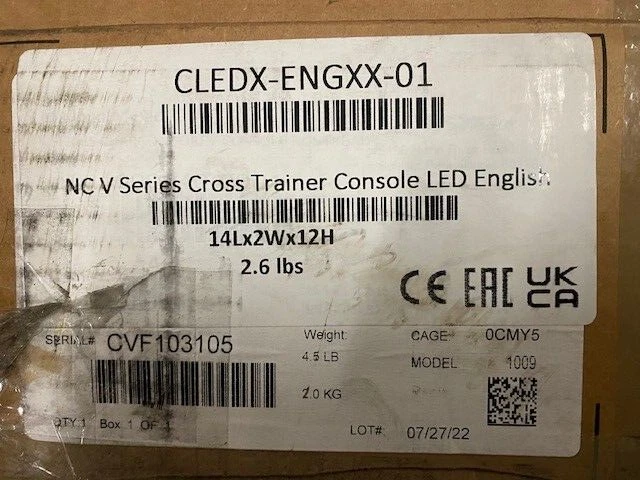 CLEDX-ENGXX-01
NC V Series Cross Trainer Console LED English
14Lx2Wx12H
2.6 lbs
CE EAC UKCA
SERIAL# CVF103105
Weight:
4.5 LB
2.0 KG
CAGE: 0CMY5
MODEL 1009
QTY 1 Box 1 OF 1
LOT# 07/27/22